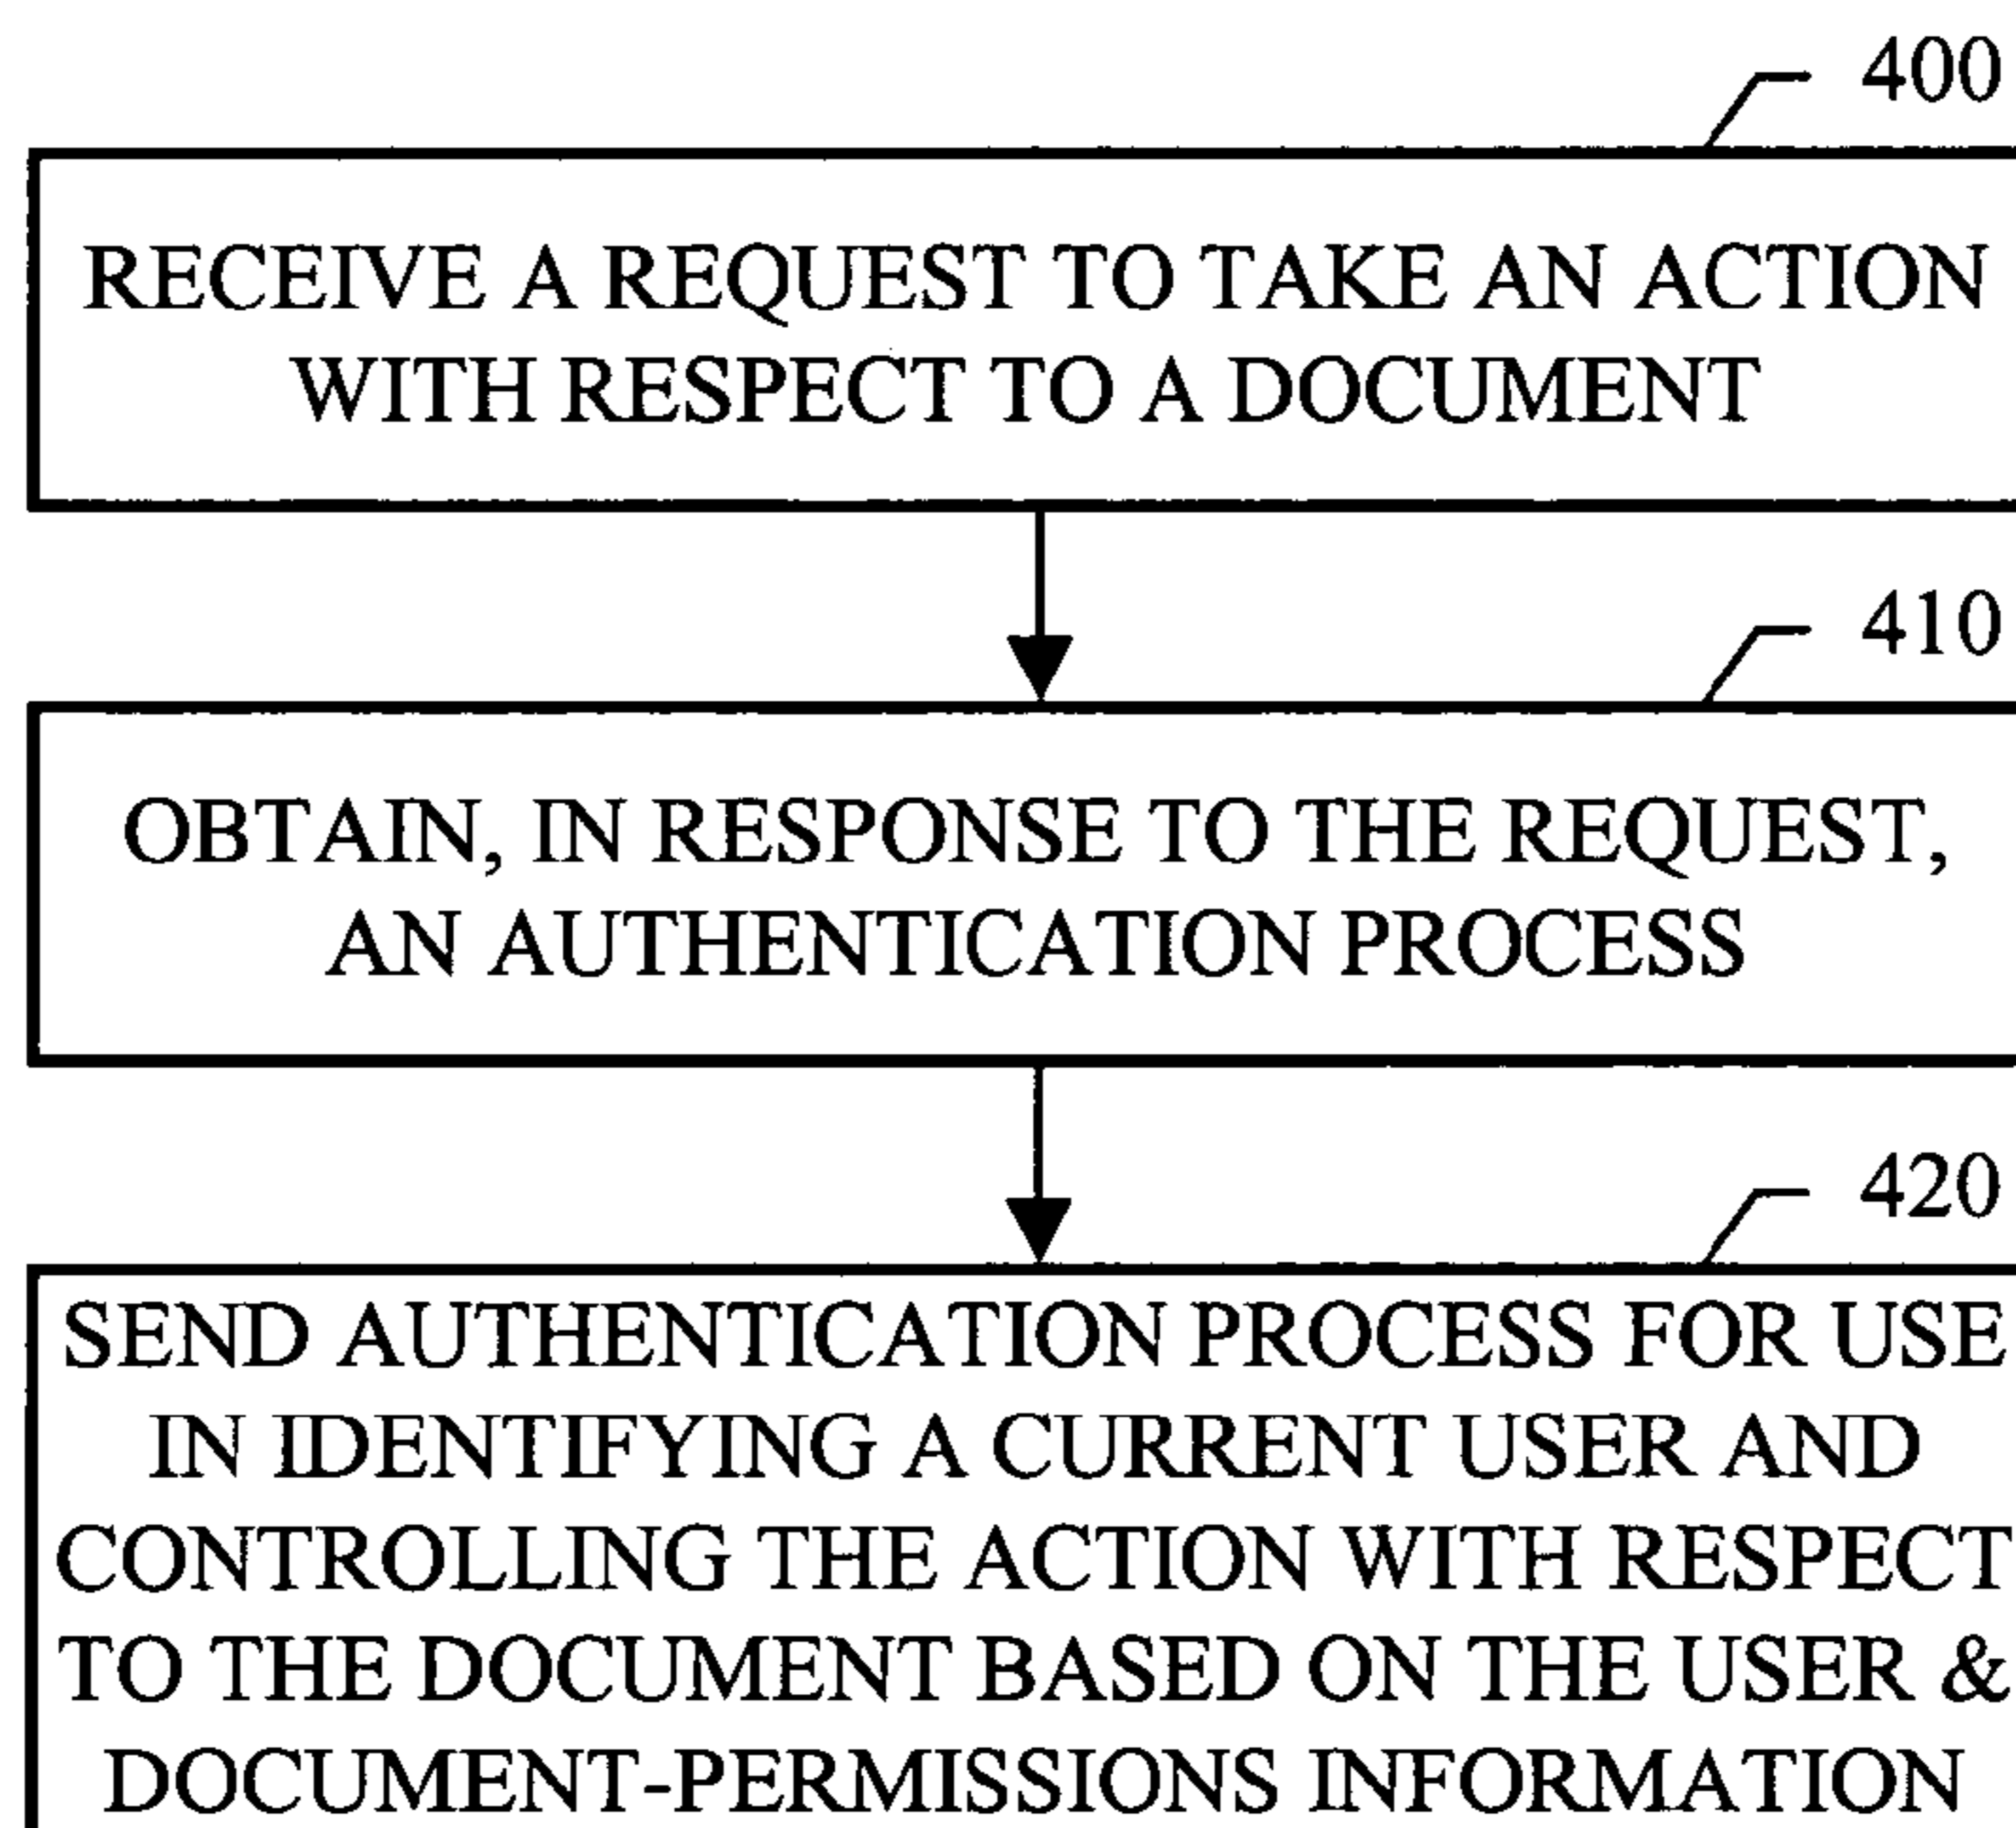 400
RECEIVE A REQUEST TO TAKE AN ACTION
WITH RESPECT TO A DOCUMENT
410
OBTAIN, IN RESPONSE TO THE REQUEST,
AN AUTHENTICATION PROCESS
420
SEND AUTHENTICATION PROCESS FOR USE
IN IDENTIFYING A CURRENT USER AND
CONTROLLING THE ACTION WITH RESPECT
TO THE DOCUMENT BASED ON THE USER &
DOCUMENT-PERMISSIONS INFORMATION